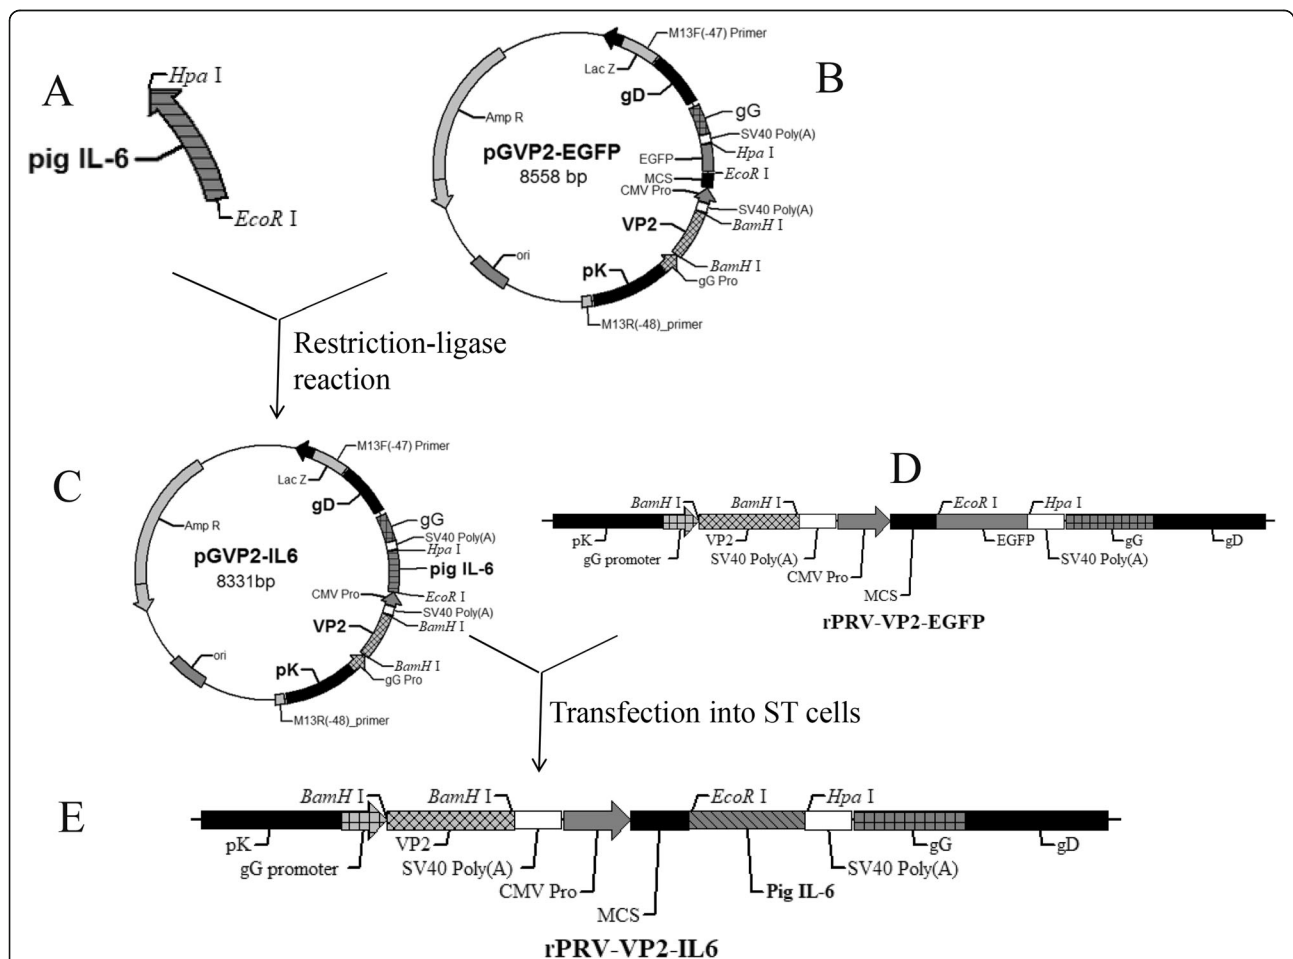 A
Hpa I
pig IL-6
EcoR I
B
M13F(-47) Primer
Lac Z
gD
gG
SV40 Poly(A)
Hpa I
EGFP
EcoR I
MCS
CMV Pro
SV40 Poly(A)
VP2
BamH I
BamH I
pK
gG Pro
M13R(-48)_primer
ori
Amp R
pGVP2-EGFP
8558 bp
Restriction-ligase
reaction
C
M13F(-47) Primer
Lac Z
gD
gG
SV40 Poly(A)
Hpa I
pig IL-6
CMV Pro
EcoR I
SV40 Poly(A)
VP2
BamH I
BamH I
pK
gG Pro
M13R(-48)_primer
ori
Amp R
pGVP2-IL6
8331bp
D
BamH I
BamH I
EcoR I
Hpa I
pK
gG promoter
VP2
SV40 Poly(A)
CMV Pro
MCS
EGFP
SV40 Poly(A)
gG
gD
rPRV-VP2-EGFP
Transfection into ST cells
E
BamH I
BamH I
EcoR I
Hpa I
pK
gG promoter
VP2
SV40 Poly(A)
CMV Pro
MCS
Pig IL-6
SV40 Poly(A)
gG
gD
rPRV-VP2-IL6